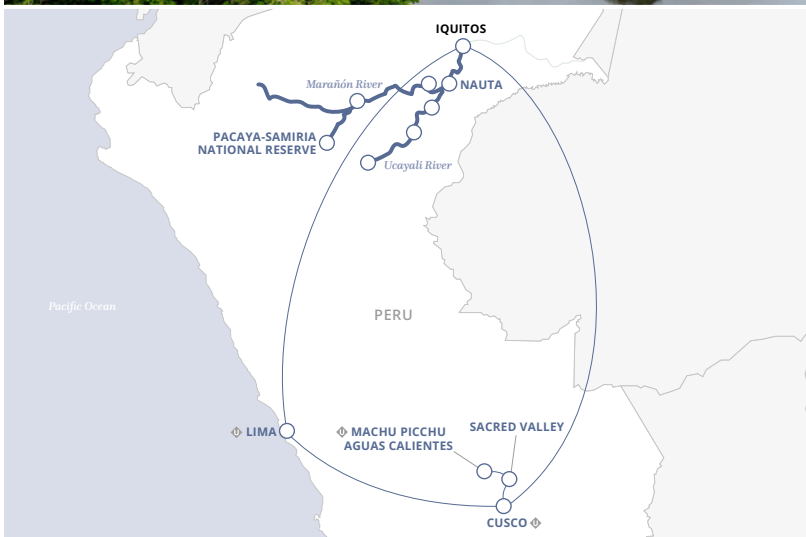 IQUITOS
Marañón River
NAUTA
PACAYA-SAMIRIA
NATIONAL RESERVE
Ucayali River
Pacific Ocean
PERU
LIMA
MACHU PICCHU
AGUAS CALIENTES
SACRED VALLEY
CUSCO